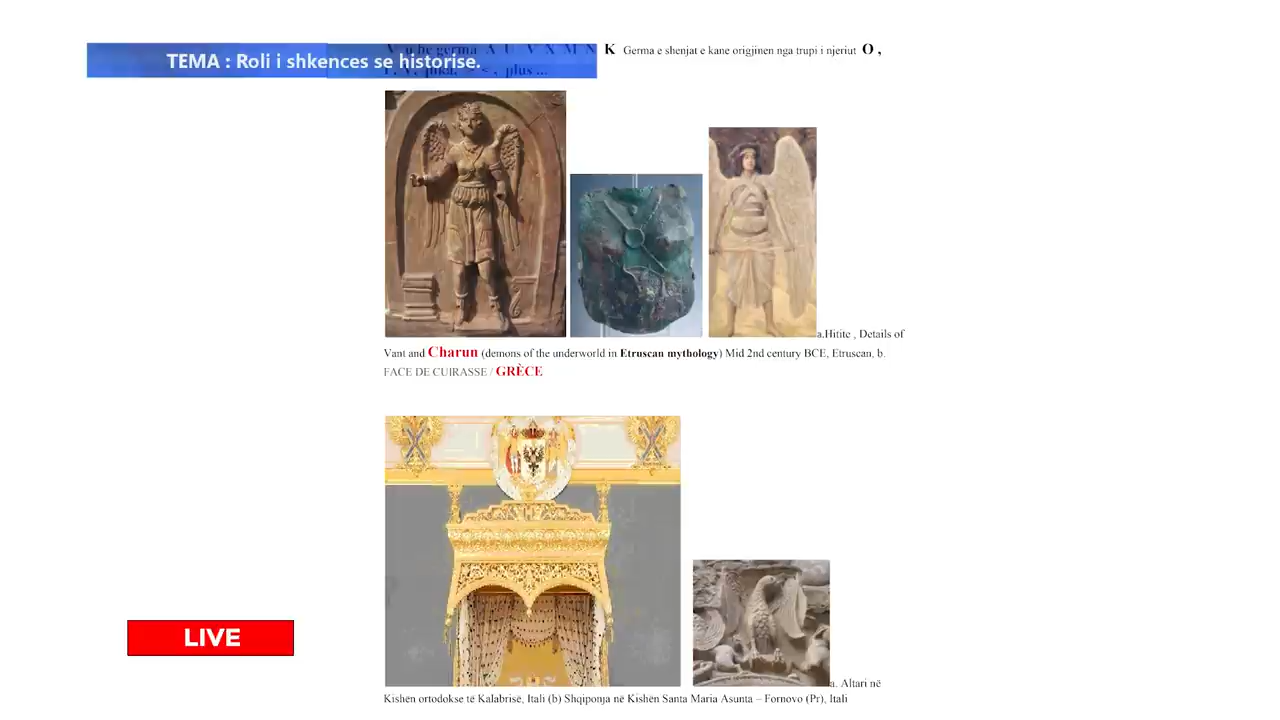 TEMA : Roli i shkences se historise.
K Germa e shenjat e kane origjinen nga trupi i njeriut O ,
plus ...
a.Hitite , Details of
Vant and Charun (demons of the underworld in Etruscan mythology) Mid 2nd century BCE, Etruscan, b.
FACE DE CUIRASSE / GRÈCE
LIVE
a. Altari në
Kishën ortodokse të Kalabrisë, Itali (b) Shqiponja në Kishën Santa Maria Asunta – Fornovo (Pr), Itali